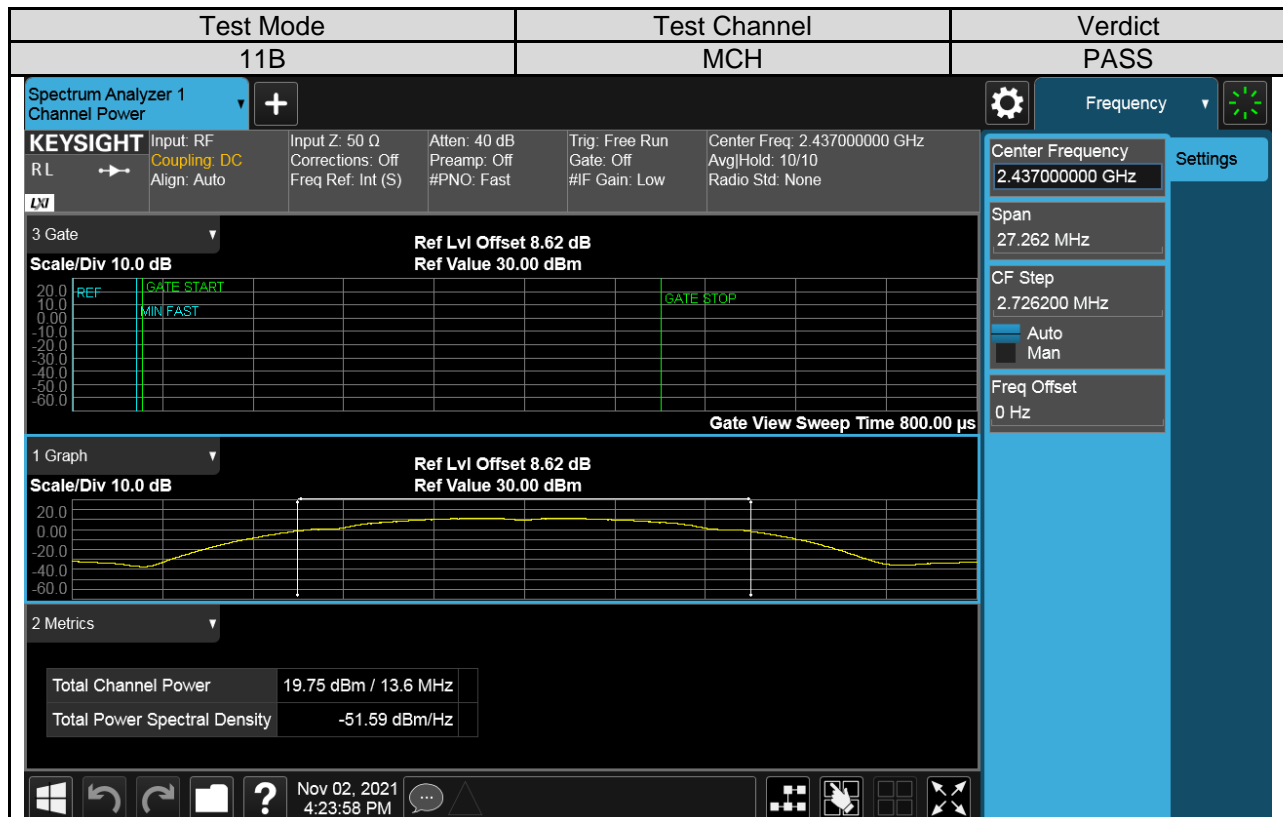 Test Mode Test Channel Verdict
11B MCH PASS
Spectrum Analyzer 1
Channel Power
+
Frequency
KEYSIGHT
RL
LXI
Input: RF
Coupling: DC
Align: Auto
Input Z: 50 Ω
Corrections: Off
Freq Ref: Int (S)
Atten: 40 dB
Preamp: Off
#PNO: Fast
Trig: Free Run
Gate: Off
#IF Gain: Low
Center Freq: 2.437000000 GHz
Avg|Hold: 10/10
Radio Std: None
Center Frequency
2.437000000 GHz
Settings
Span
27.262 MHz
CF Step
2.726200 MHz
Auto
Man
Freq Offset
0 Hz
3 Gate
Scale/Div 10.0 dB
Ref Lvl Offset 8.62 dB
Ref Value 30.00 dBm
20.0
10.0
0.00
-10.0
-20.0
-30.0
-40.0
-50.0
-60.0
REF
GATE START
MIN FAST
GATE STOP
Gate View Sweep Time 800.00 µs
1 Graph
Scale/Div 10.0 dB
Ref Lvl Offset 8.62 dB
Ref Value 30.00 dBm
20.0
0.00
-20.0
-40.0
-60.0
2 Metrics
Total Channel Power 19.75 dBm / 13.6 MHz
Total Power Spectral Density -51.59 dBm/Hz
?
Nov 02, 2021
4:23:58 PM